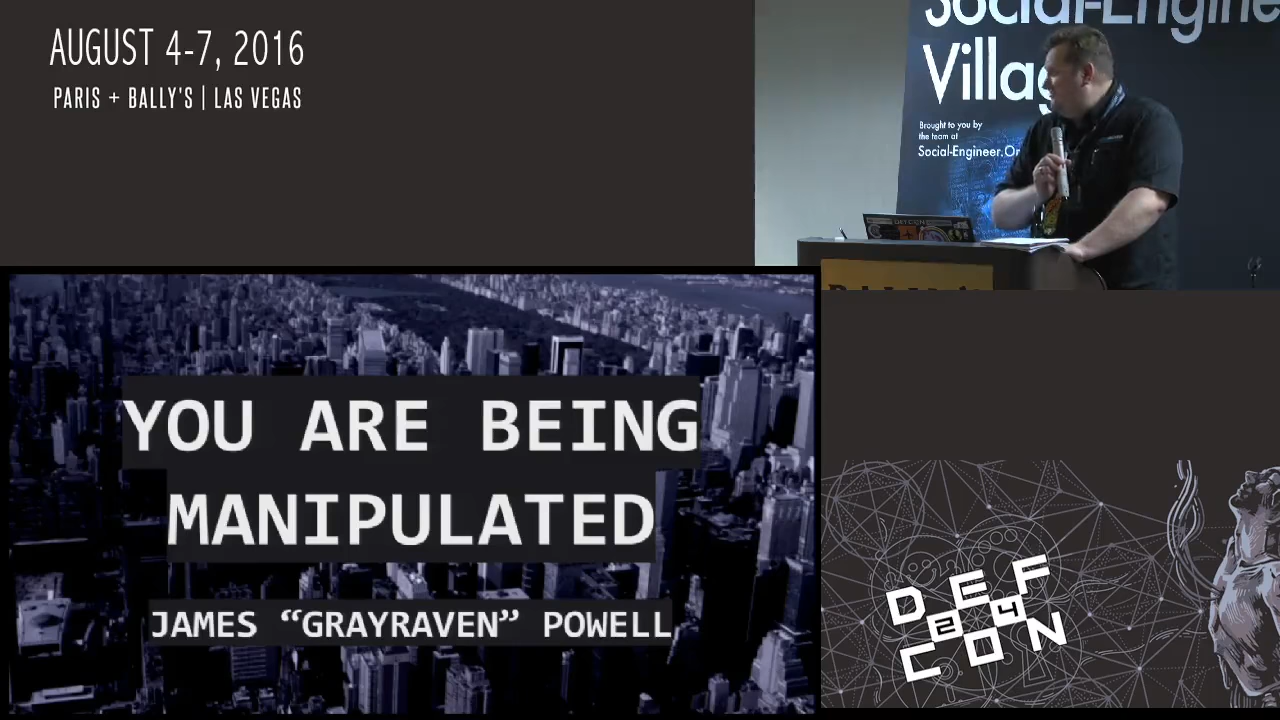 AUGUST 4-7, 2016
PARIS + BALLY'S | LAS VEGAS
Social-Engine
Villag
Brought to you by
the team at
Social-Engineer.Or
YOU ARE BEING
MANIPULATED
JAMES “GRAYRAVEN” POWELL
DEF
24
CON